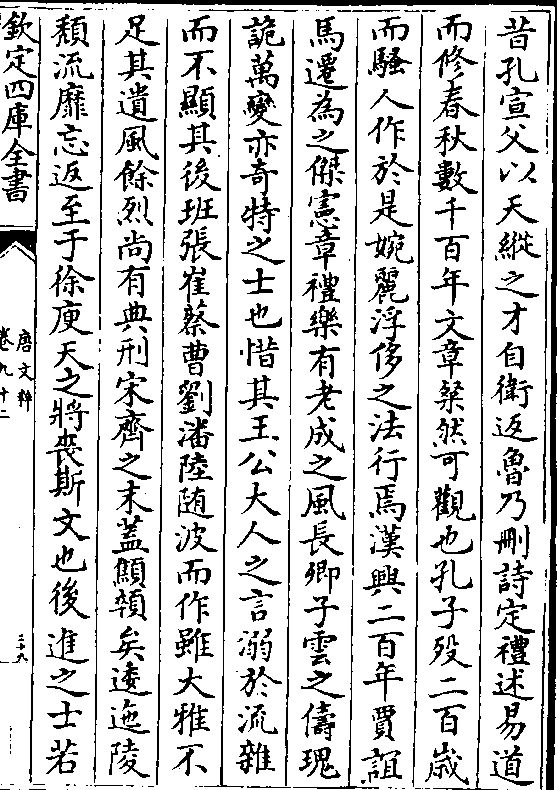 昔孔宣父以天縱之才自衛返魯乃刪詩定禮述易道
而修春秋數千百年文章粲然可觀也孔子殁二百歳
而騷人作於是婉麗浮侈之法行焉漢興二百年賈誼
馬遷為之傑憲章禮樂有老成之風長卿子雲之儔瑰
詭萬變亦奇特之士也惜其王公大人之言溺於流雜
而不顯其後班張崔蔡曹劉潘陸随波而作雖大雅不
足其遺風餘烈尚有典刑宋齊之末蓋顦顇矣逶迤陵
頽流靡忘返至于徐庾天之將喪斯文也後進之士若
欽定四庫全書
唐文粹
卷九十二
二十九